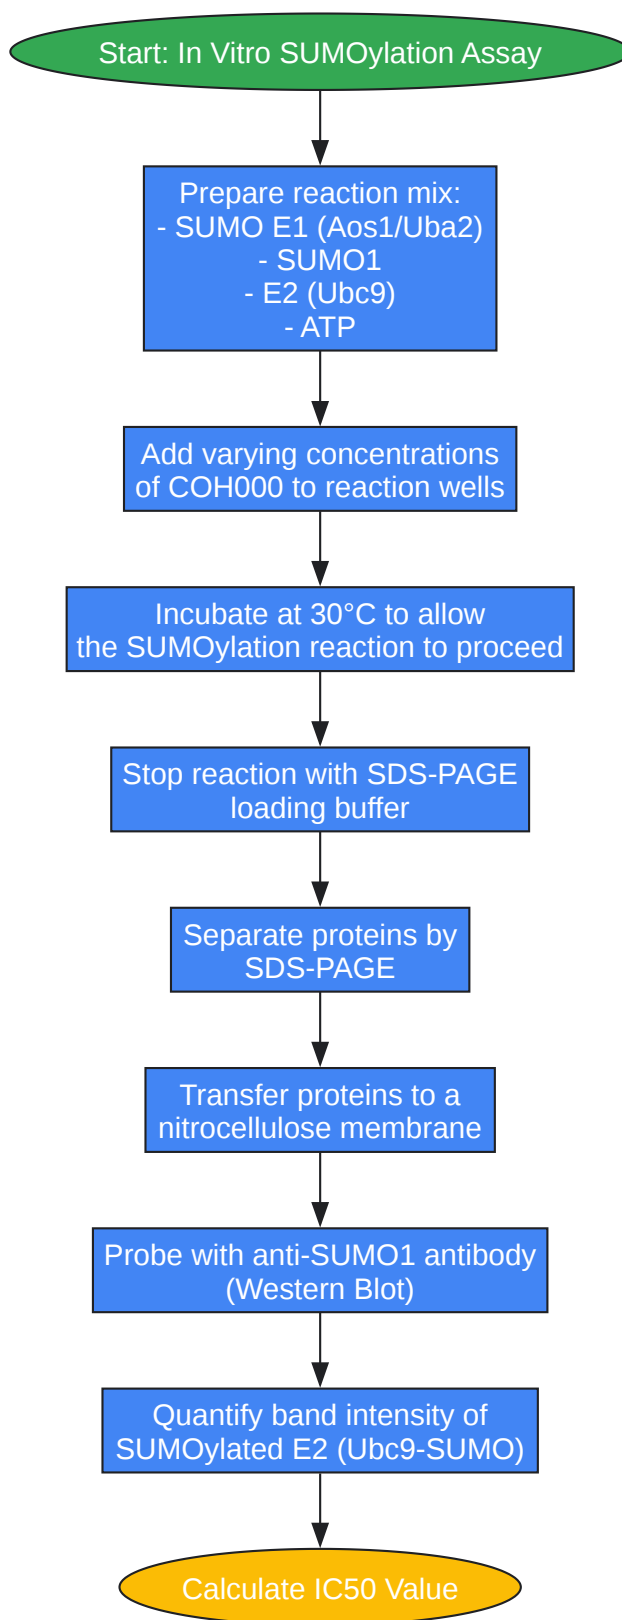 Start: In Vitro SUMOylation Assay
Prepare reaction mix:
- SUMO E1 (Aos1/Uba2)
- SUMO1
- E2 (Ubc9)
- ATP
Add varying concentrations
of COH000 to reaction wells
Incubate at 30°C to allow
the SUMOylation reaction to proceed
Stop reaction with SDS-PAGE
loading buffer
Separate proteins by
SDS-PAGE
Transfer proteins to a
nitrocellulose membrane
Probe with anti-SUMO1 antibody
(Western Blot)
Quantify band intensity of
SUMOylated E2 (Ubc9-SUMO)
Calculate IC50 Value